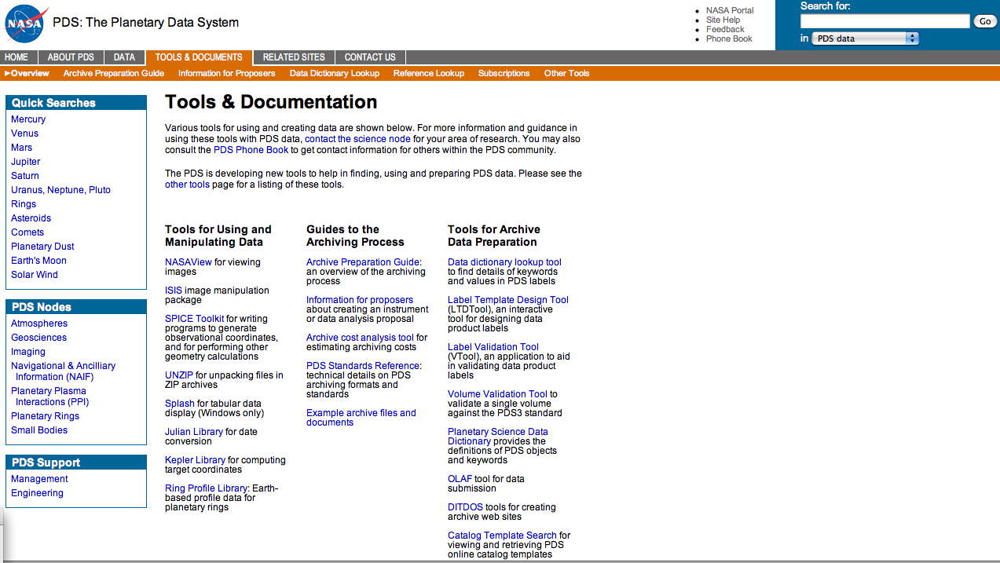 NASA
PDS: The Planetary Data System
NASA Portal
Site Help
Feedback
Phone Book
Search for:
Go
in PDS data
HOME ABOUT PDS DATA TOOLS & DOCUMENTS RELATED SITES CONTACT US
Overview Archive Preparation Guide Information for Proposers Data Dictionary Lookup Reference Lookup Subscriptions Other Tools
Quick Searches
Mercury
Venus
Mars
Jupiter
Saturn
Uranus, Neptune, Pluto
Rings
Asteroids
Comets
Planetary Dust
Earth's Moon
Solar Wind
PDS Nodes
Atmospheres
Geosciences
Imaging
Navigational & Ancilliary
Information (NAIF)
Planetary Plasma
Interactions (PPI)
Planetary Rings
Small Bodies
PDS Support
Management
Engineering
Tools & Documentation
Various tools for using and creating data are shown below. For more information and guidance in
using these tools with PDS data, contact the science node for your area of research. You may also
consult the PDS Phone Book to get contact information for others within the PDS community.
The PDS is developing new tools to help in finding, using and preparing PDS data. Please see the
other tools page for a listing of these tools.
Tools for Using and
Manipulating Data
NASAView for viewing
images
ISIS image manipulation
package
SPICE Toolkit for writing
programs to generate
observational coordinates,
and for performing other
geometry calculations
UNZIP for unpacking files in
ZIP archives
Splash for tabular data
display (Windows only)
Julian Library for date
conversion
Kepler Library for computing
target coordinates
Ring Profile Library: Earth-
based profile data for
planetary rings
Guides to the
Archiving Process
Archive Preparation Guide:
an overview of the archiving
process
Information for proposers
about creating an instrument
or data analysis proposal
Archive cost analysis tool for
estimating archiving costs
PDS Standards Reference:
technical details on PDS
archiving formats and
standards
Example archive files and
documents
Tools for Archive
Data Preparation
Data dictionary lookup tool
to find details of keywords
and values in PDS labels
Label Template Design Tool
(LTDTool), an interactive
tool for designing data
product labels
Label Validation Tool
(VTool), an application to aid
in validating data product
labels
Volume Validation Tool to
validate a single volume
against the PDS3 standard
Planetary Science Data
Dictionary provides the
definitions of PDS objects
and keywords
OLAF tool for data
submission
DITDOS tools for creating
archive web sites
Catalog Template Search for
viewing and retrieving PDS
online catalog templates